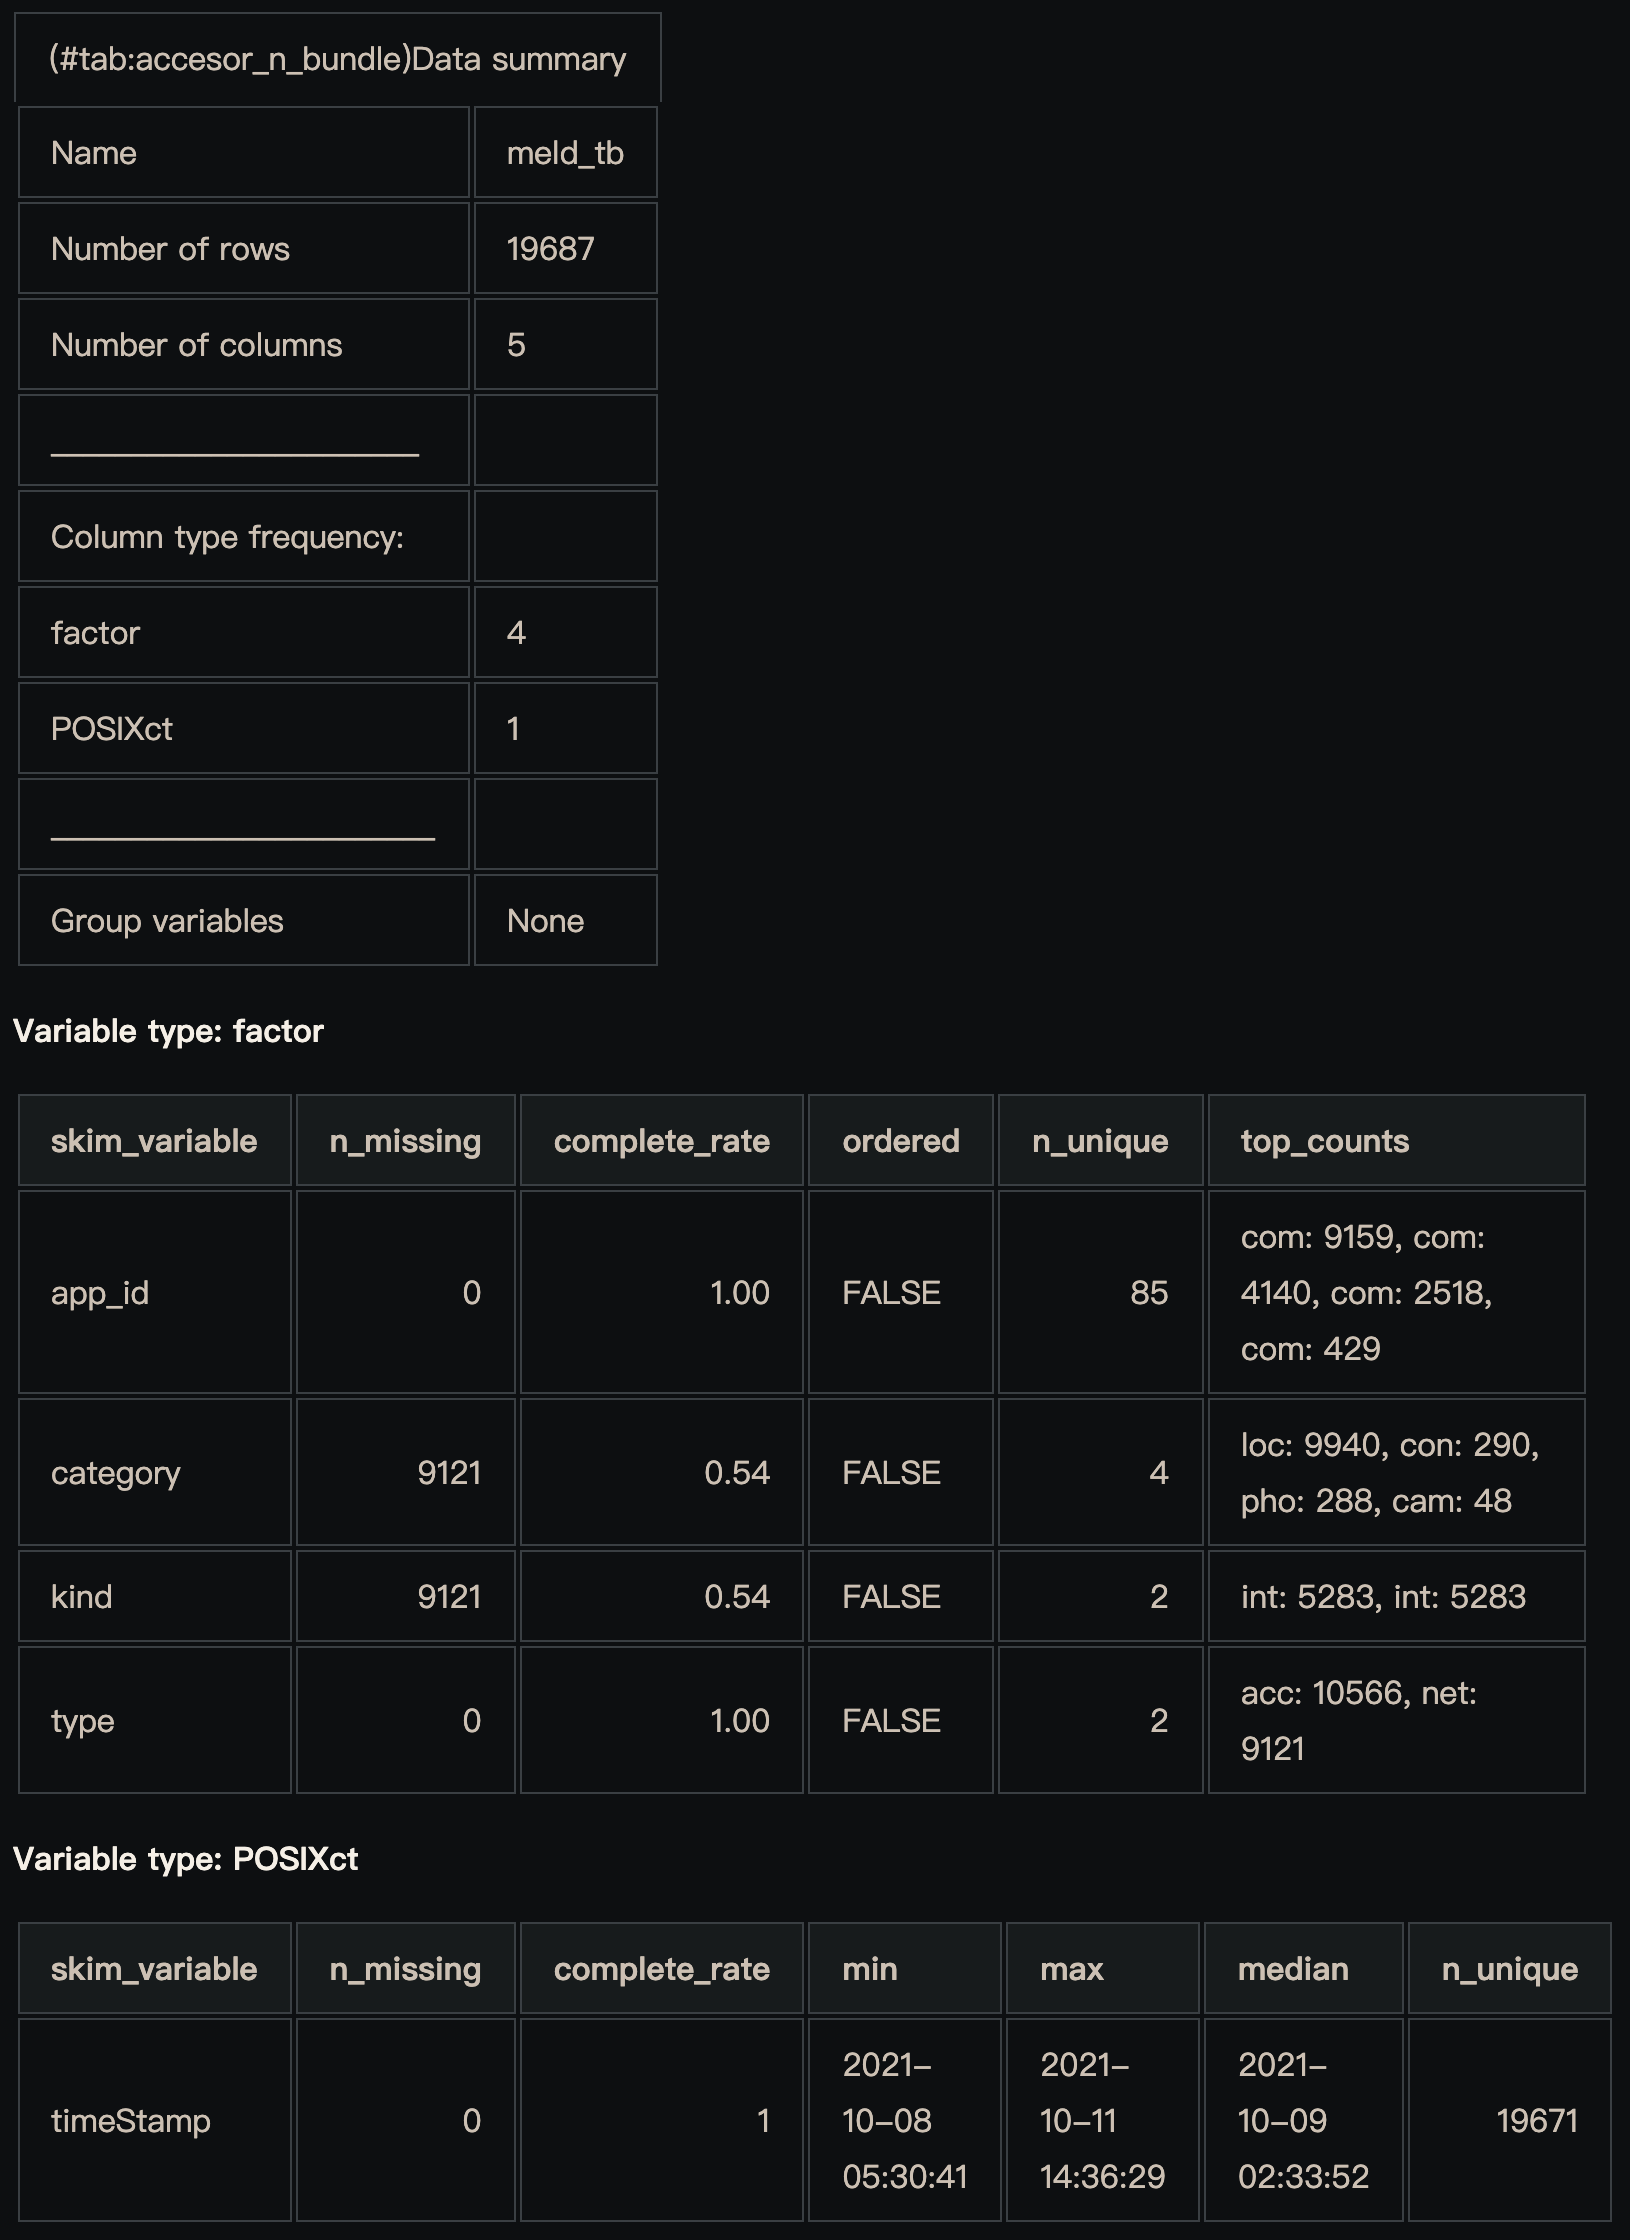 (#tab:accesor_n_bundle)Data summary
Name meld_tb
Number of rows 19687
Number of columns 5
_______________________
Column type frequency:
factor 4
POSIXct 1
________________________
Group variables None
Variable type: factor
skim_variable n_missing complete_rate ordered n_unique top_counts
app_id 0 1.00 FALSE 85 com: 9159, com:
4140, com: 2518,
com: 429
category 9121 0.54 FALSE 4 loc: 9940, con: 290,
pho: 288, cam: 48
kind 9121 0.54 FALSE 2 int: 5283, int: 5283
type 0 1.00 FALSE 2 acc: 10566, net:
9121
Variable type: POSIXct
skim_variable n_missing complete_rate min max median n_unique
timeStamp 0 1 2021–
10–08
05:30:41 2021–
10–11
14:36:29 2021–
10–09
02:33:52 19671